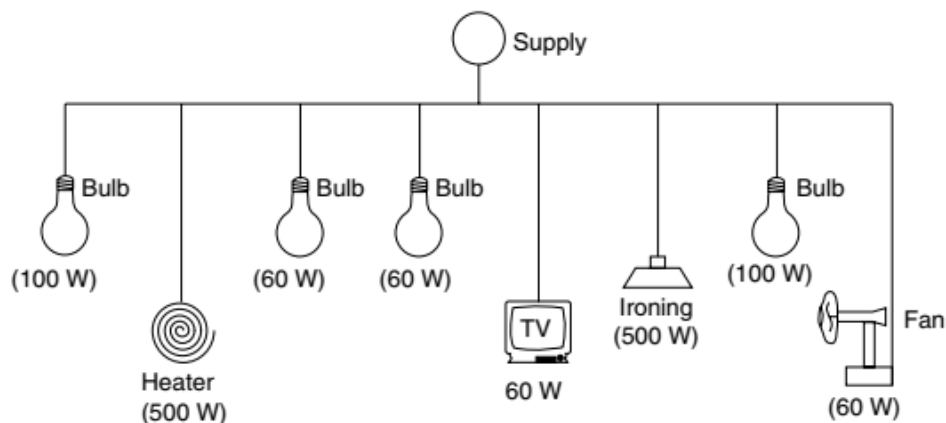 Supply
Bulb
(100 W)
Heater
(500 W)
Bulb
(60 W)
Bulb
(60 W)
TV
60 W
Ironing
(500 W)
Bulb
(100 W)
Fan
(60 W)